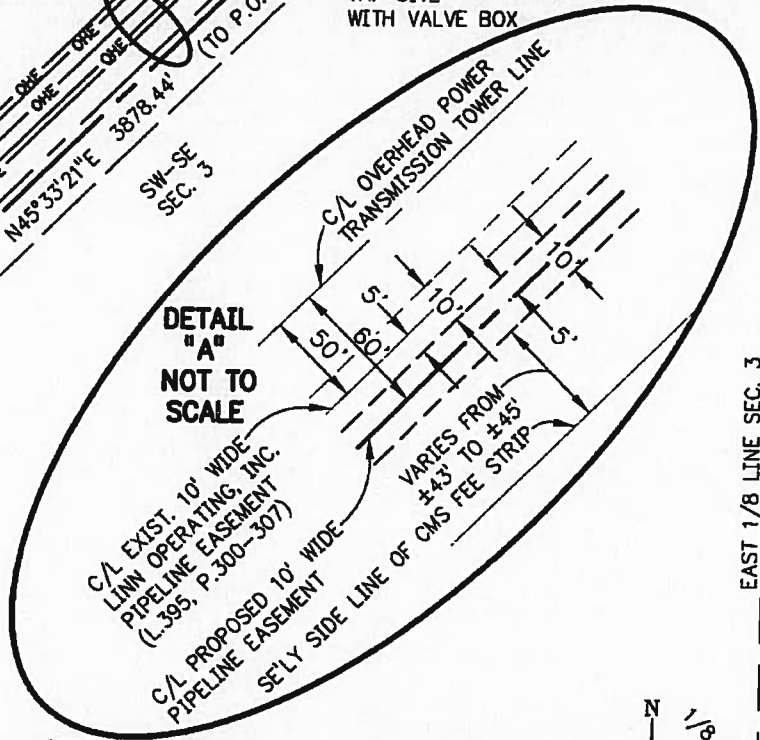 WITH VALVE BOX
OHE
OHE
OHE
OHE
N45°33'21"E 3878.44' (TO P.O.
SW-SE
SEC. 3
C/L OVERHEAD POWER
TRANSMISSION TOWER LINE
DETAIL
"A"
NOT TO
SCALE
50'
60'
5'
10'
10'
5'
VARIES FROM
±43' TO ±45'
C/L EXIST. 10' WIDE
LINN OPERATING, INC.
PIPELINE EASEMENT
(L.395, P.300-307)
C/L PROPOSED 10' WIDE
PIPELINE EASEMENT
SE'LY SIDE LINE OF CMS FEE STRIP
EAST 1/8 LINE SEC. 3
N
1/8